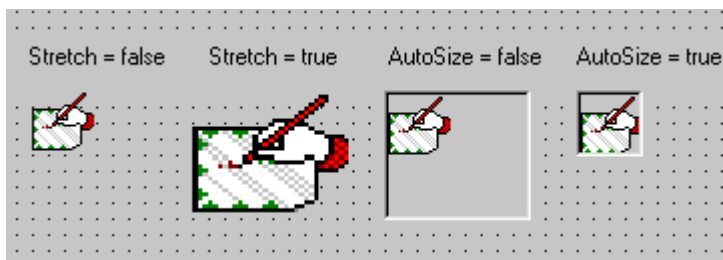 Stretch = false Stretch = true AutoSize = false AutoSize = true